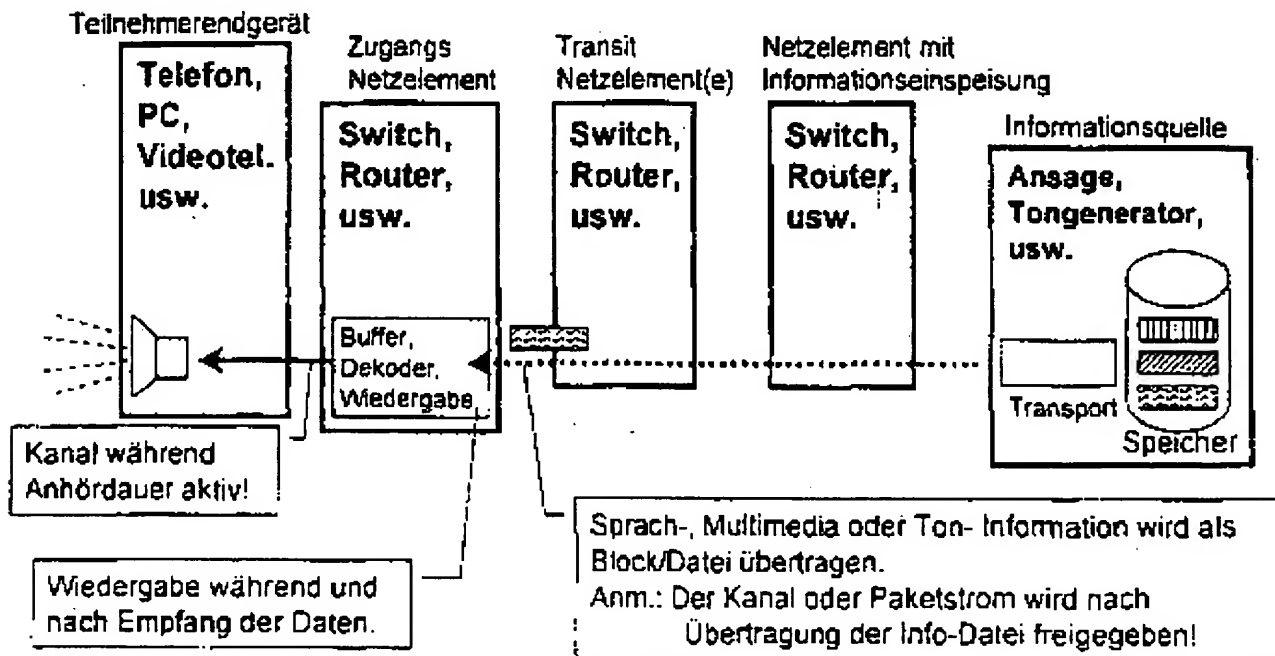 Teilnehmerendgerät
Telefon,
PC,
Videotel.
usw.
Zugangs
Netzelement
Switch,
Router,
usw.
Buffer,
Dekoder,
Wiedergabe
Transit
Netzelement(e)
Switch,
Router,
usw.
Netzelement mit
Informationseinspeisung
Switch,
Router,
usw.
Informationsquelle
Ansage,
Tongenerator,
usw.
Transport
Speicher
Kanal während
Anhördauer aktiv!
Wiedergabe während und
nach Empfang der Daten.
Sprach-, Multimedia oder Ton- Information wird als
Block/Datei übertragen.
Anm.: Der Kanal oder Paketstrom wird nach
Übertragung der Info-Datei freigegeben!